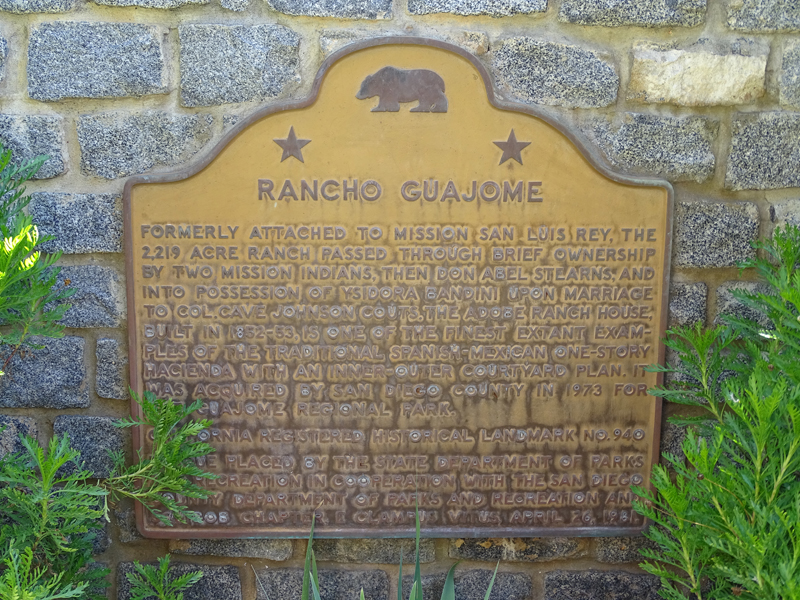 RANCHO GUAJOME
FORMERLY ATTACHED TO MISSION SAN LUIS REY, THE
2,219 ACRE RANCH PASSED THROUGH BRIEF OWNERSHIP
BY TWO MISSION INDIANS, THEN DON ABEL STEARNS, AND
INTO POSSESSION OF YSIDORA BANDINI UPON MARRIAGE
TO COL. CAVE JOHNSON COUTS. THE ADOBE RANCH HOUSE,
BUILT IN 1852-53, IS ONE OF THE FINEST EXTANT EXAM-
PLES OF THE TRADITIONAL SPANISH-MEXICAN ONE-STORY
HACIENDA WITH AN INNER-OUTER COURTYARD PLAN. IT
WAS ACQUIRED BY SAN DIEGO COUNTY IN 1973 FOR
REGIONAL PARK.
REGISTERED HISTORICAL LANDMARK NO. 940
PLACED BY THE STATE DEPARTMENT OF PARKS
RECREATION IN COOPERATION WITH THE SAN DIEGO
DEPARTMENT OF PARKS AND RECREATION AND
CHAPTER, E CLAMPUS VITUS, APRIL